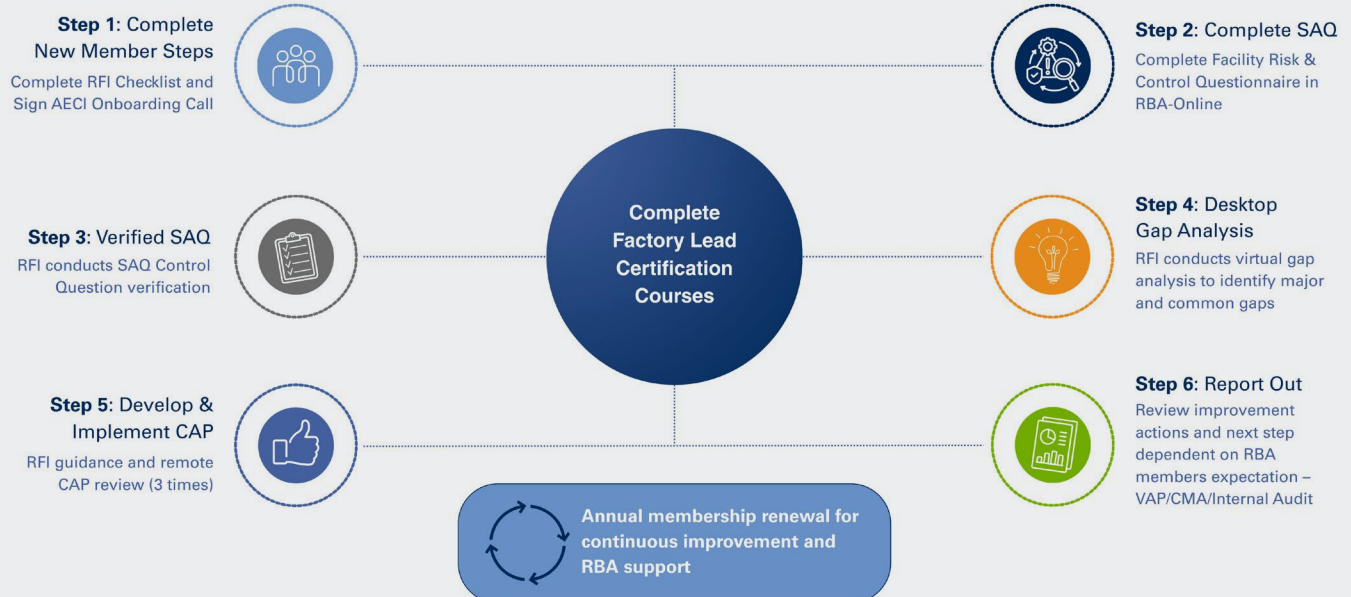 Step 1: Complete
New Member Steps
Complete RFI Checklist and
Sign AECI Onboarding Call
Step 2: Complete SAQ
Complete Facility Risk &
Control Questionnaire in
RBA-Online
Complete
Factory Lead
Certification
Courses
Step 3: Verified SAQ
RFI conducts SAQ Control
Question verification
Step 4: Desktop
Gap Analysis
RFI conducts virtual gap
analysis to identify major
and common gaps
Step 5: Develop &
Implement CAP
RFI guidance and remote
CAP review (3 times)
Step 6: Report Out
Review improvement
actions and next step
dependent on RBA
members expectation –
VAP/CMA/Internal Audit
Annual membership renewal for
continuous improvement and
RBA support